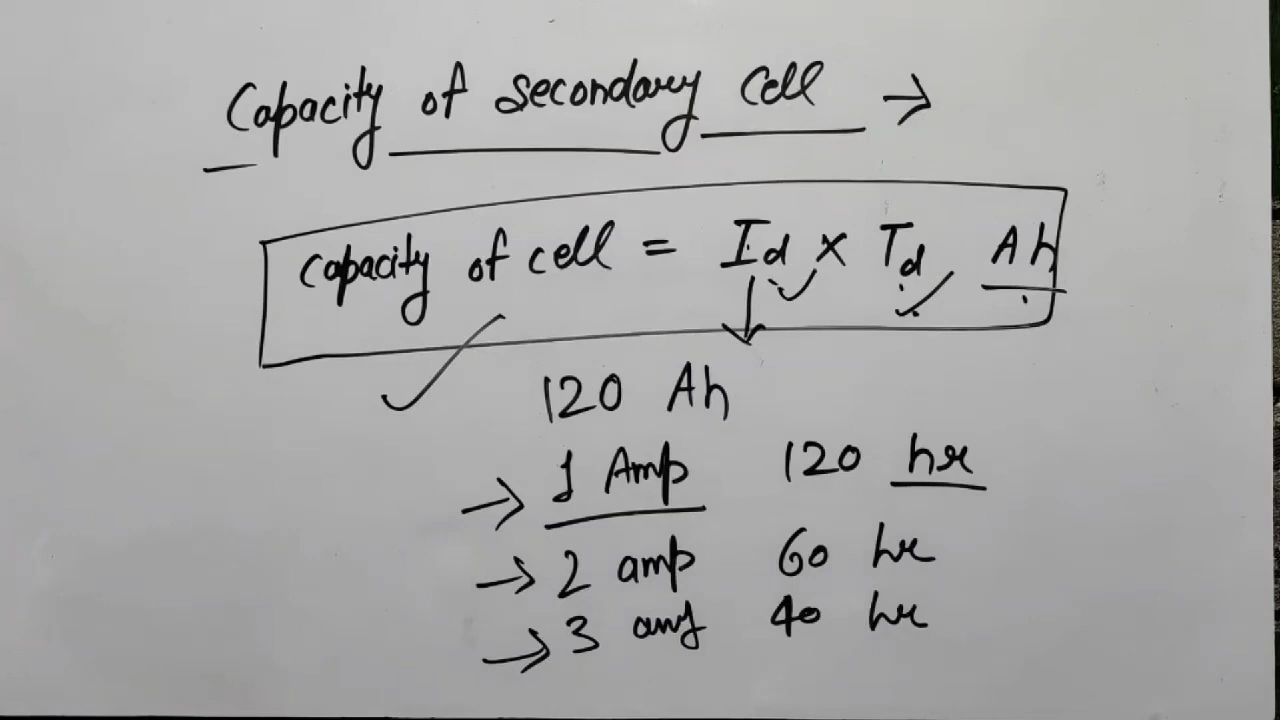 Capacity of secondary Cell →
Capacity of cell = Id × Td Ah
120 Ah
→ 1 Amp 120 hr
→ 2 amp 60 hr
→ 3 amp 40 hr